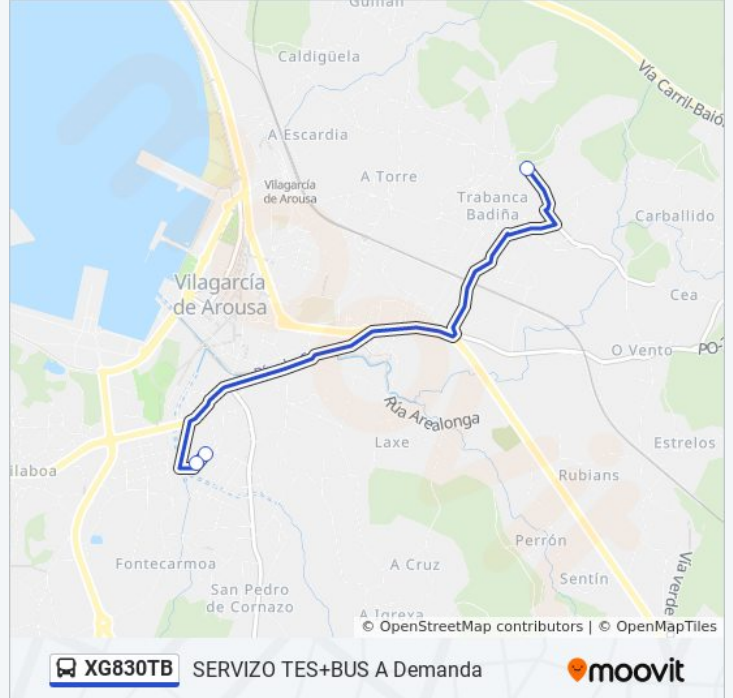 Guillán
Caldigüela
Vía Carril-Baió
A Escardia
A Torre
Vilagarcía
de Arousa
Trabanca
Badiña
Carballido
Vilagarcía
de Arousa
Cea
O Vento
PO-
Rúa Arealonga
Laxe
Estrelos
ilaboa
Rubians
Perrón
Fontecarmoa
A Cruz
Sentín
Vía verde
San Pedro
de Cornazo
A Igrexa
© OpenStreetMap contributors | © OpenMapTiles
XG830TB SERVIZO TES+BUS A Demanda
moovit